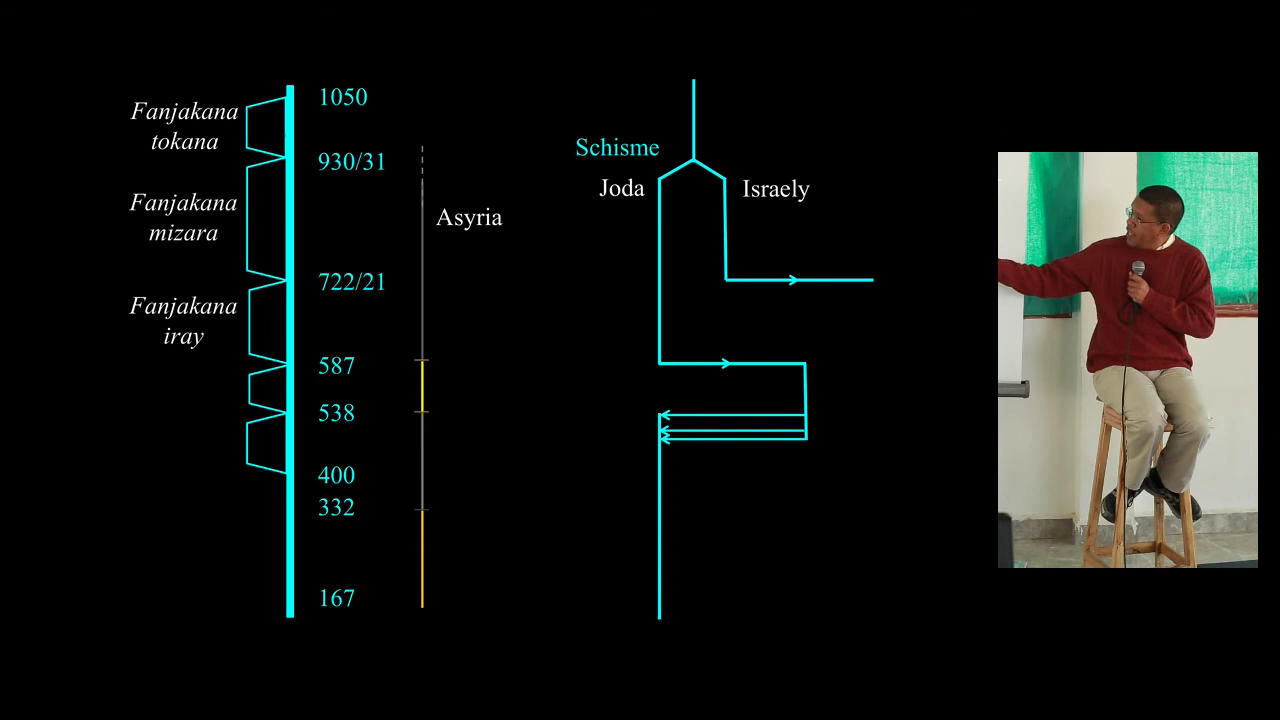 Fanjakana
tokana
Fanjakana
mizara
Fanjakana
iray
1050
930/31
722/21
587
538
400
332
167
Asyria
Schisme
Joda
Israely